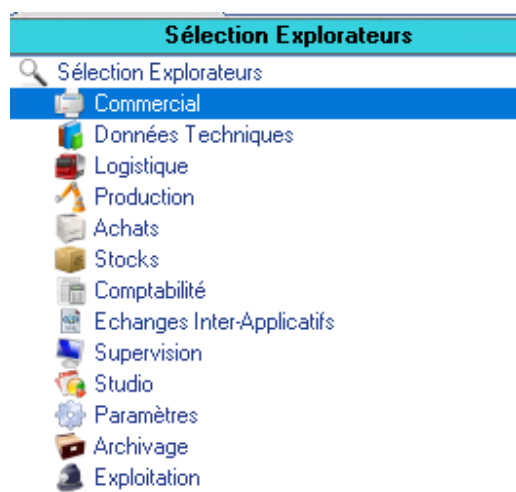 Sélection Explorateurs
Sélection Explorateurs
Commercial
Données Techniques
Logistique
Production
Achats
Stocks
Comptabilité
Echanges Inter-Applicatifs
Supervision
Studio
Paramètres
Archivage
Exploitation